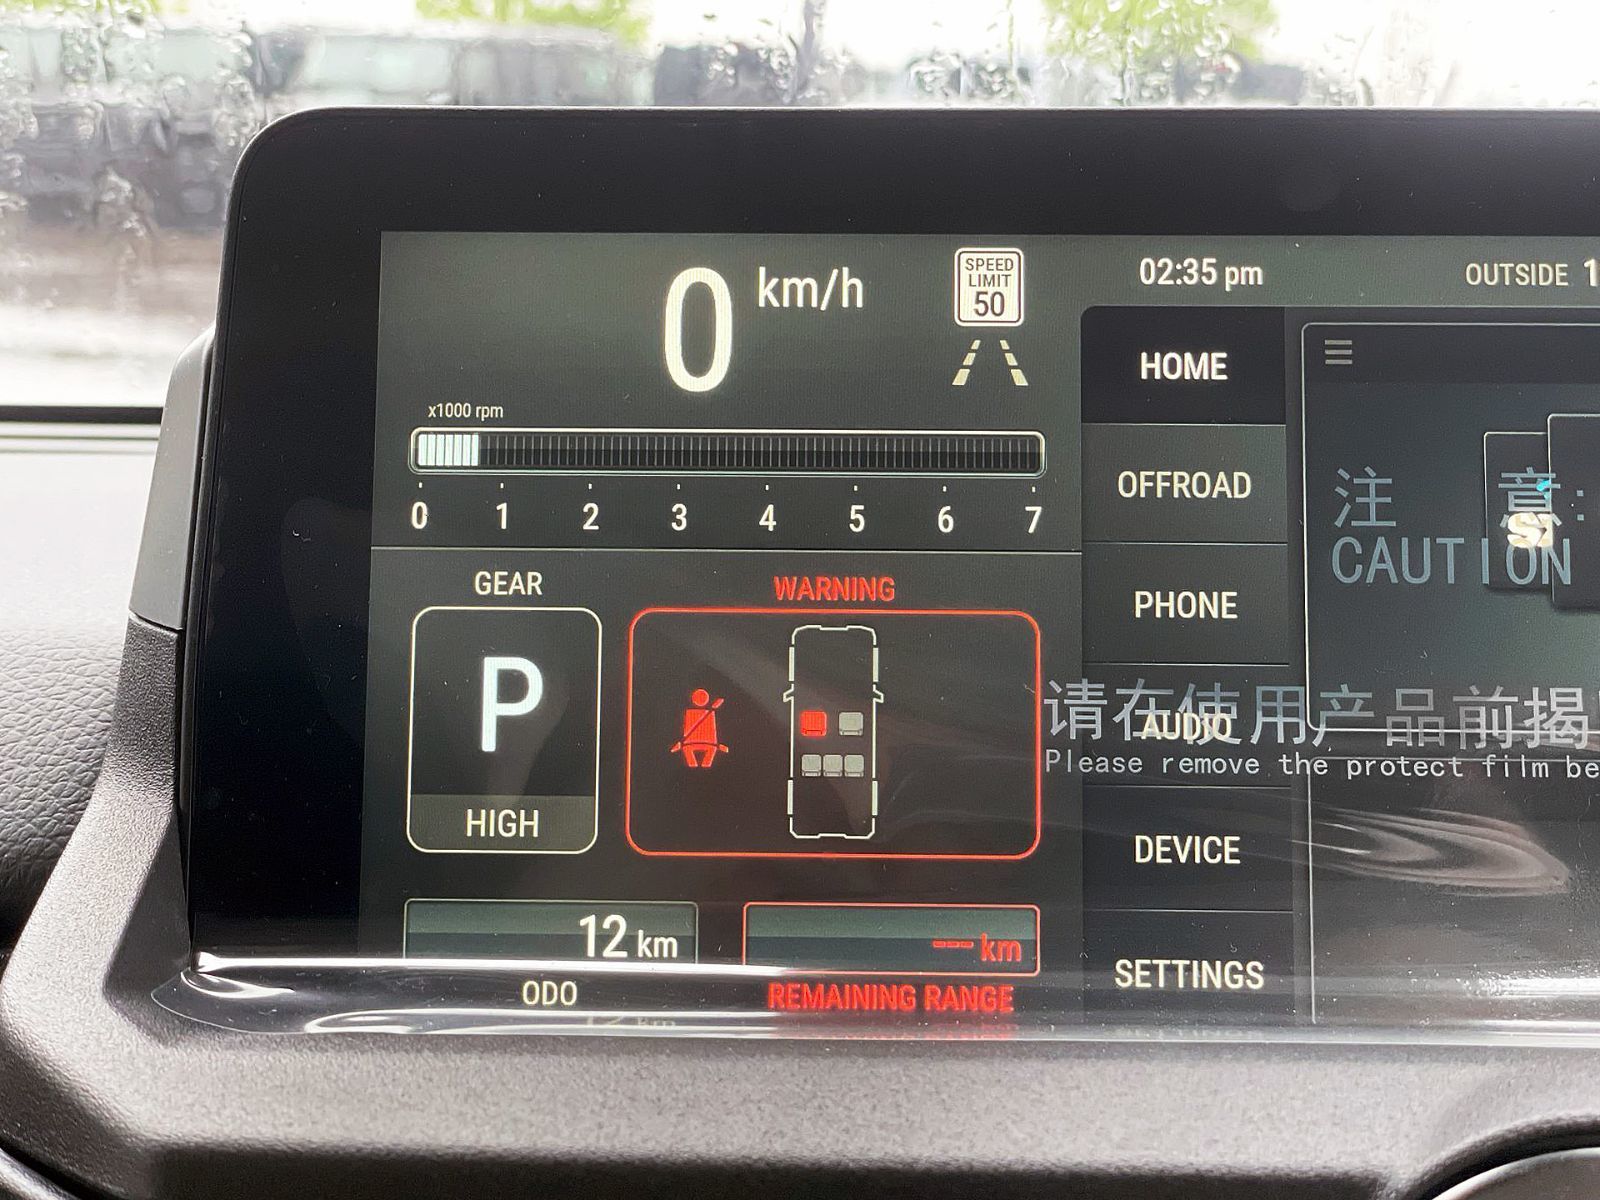 0 km/h
SPEED
LIMIT
50
02:35 pm
OUTSIDE
x1000 rpm
0 1 2 3 4 5 6 7
HOME
OFFROAD
PHONE
AUDIO
DEVICE
SETTINGS
注 意:
CAUTION
请在使用产品前揭
Please remove the protect film be
GEAR
P
HIGH
WARNING
12 km
ODO
--- km
REMAINING RANGE